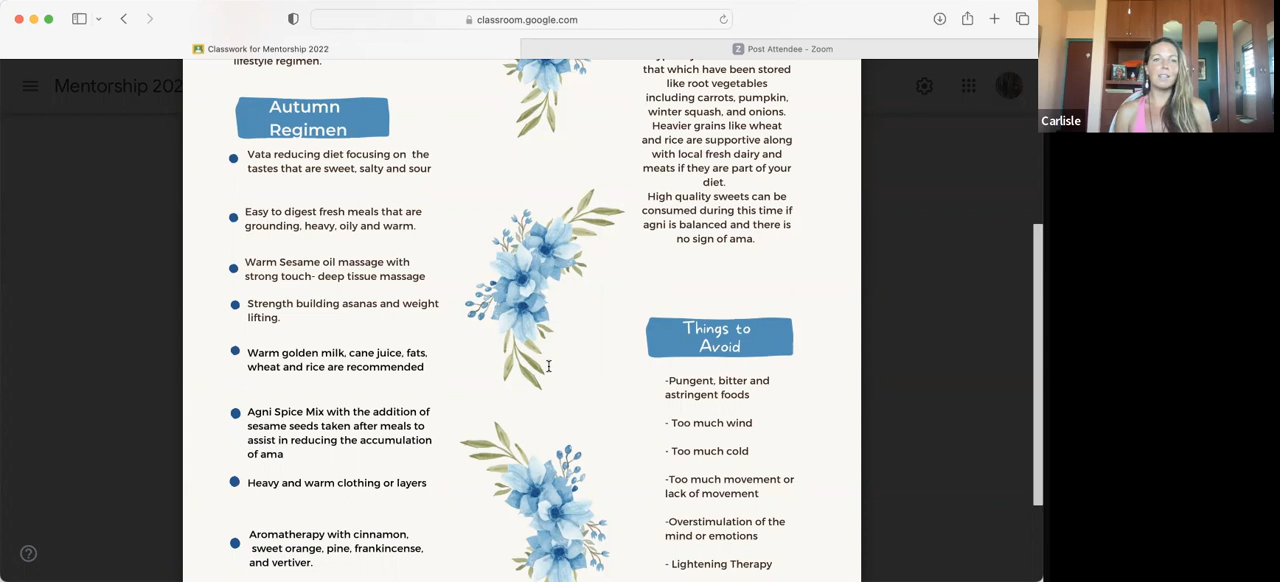 classroom.google.com
Classwork for Mentorship 2022
Post Attendee - Zoom
Mentorship 202
Carlisle
lifestyle regimen.
Autumn
Regimen
Vata reducing diet focusing on the
tastes that are sweet, salty and sour
Easy to digest fresh meals that are
grounding, heavy, oily and warm.
Warm Sesame oil massage with
strong touch- deep tissue massage
Strength building asanas and weight
lifting.
Warm golden milk, cane juice, fats,
wheat and rice are recommended
Agni Spice Mix with the addition of
sesame seeds taken after meals to
assist in reducing the accumulation
of ama
Heavy and warm clothing or layers
Aromatherapy with cinnamon,
sweet orange, pine, frankincense,
and vertiver.
that which have been stored
like root vegetables
including carrots, pumpkin,
winter squash, and onions.
Heavier grains like wheat
and rice are supportive along
with local fresh dairy and
meats if they are part of your
diet.
High quality sweets can be
consumed during this time if
agni is balanced and there is
no sign of ama.
Things to
Avoid
-Pungent, bitter and
astringent foods
- Too much wind
- Too much cold
-Too much movement or
lack of movement
-Overstimulation of the
mind or emotions
- Lightening Therapy